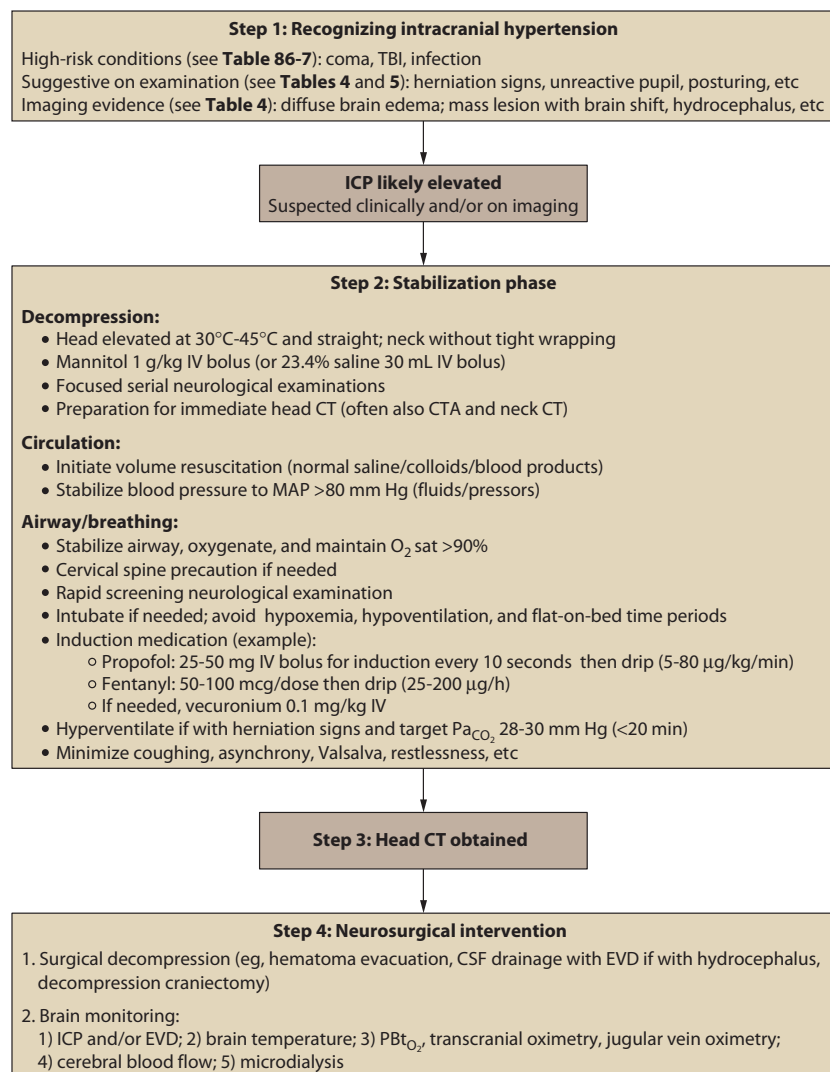 Step 1: Recognizing intracranial hypertension
High-risk conditions (see Table 86-7): coma, TBI, infection
Suggestive on examination (see Tables 4 and 5): herniation signs, unreactive pupil, posturing, etc
Imaging evidence (see Table 4): diffuse brain edema; mass lesion with brain shift, hydrocephalus, etc
ICP likely elevated
Suspected clinically and/or on imaging
Step 2: Stabilization phase
Decompression:
• Head elevated at 30°C-45°C and straight; neck without tight wrapping
• Mannitol 1 g/kg IV bolus (or 23.4% saline 30 mL IV bolus)
• Focused serial neurological examinations
• Preparation for immediate head CT (often also CTA and neck CT)
Circulation:
• Initiate volume resuscitation (normal saline/colloids/blood products)
• Stabilize blood pressure to MAP >80 mm Hg (fluids/pressors)
Airway/breathing:
• Stabilize airway, oxygenate, and maintain O2 sat >90%
• Cervical spine precaution if needed
• Rapid screening neurological examination
• Intubate if needed; avoid hypoxemia, hypoventilation, and flat-on-bed time periods
• Induction medication (example):
○ Propofol: 25-50 mg IV bolus for induction every 10 seconds then drip (5-80 μg/kg/min)
○ Fentanyl: 50-100 mcg/dose then drip (25-200 μg/h)
○ If needed, vecuronium 0.1 mg/kg IV
• Hyperventilate if with herniation signs and target PaCO2 28-30 mm Hg (<20 min)
• Minimize coughing, asynchrony, Valsalva, restlessness, etc
Step 3: Head CT obtained
Step 4: Neurosurgical intervention
1. Surgical decompression (eg, hematoma evacuation, CSF drainage with EVD if with hydrocephalus,
decompression craniectomy)
2. Brain monitoring:
1) ICP and/or EVD; 2) brain temperature; 3) PBtO2, transcranial oximetry, jugular vein oximetry;
4) cerebral blood flow; 5) microdialysis